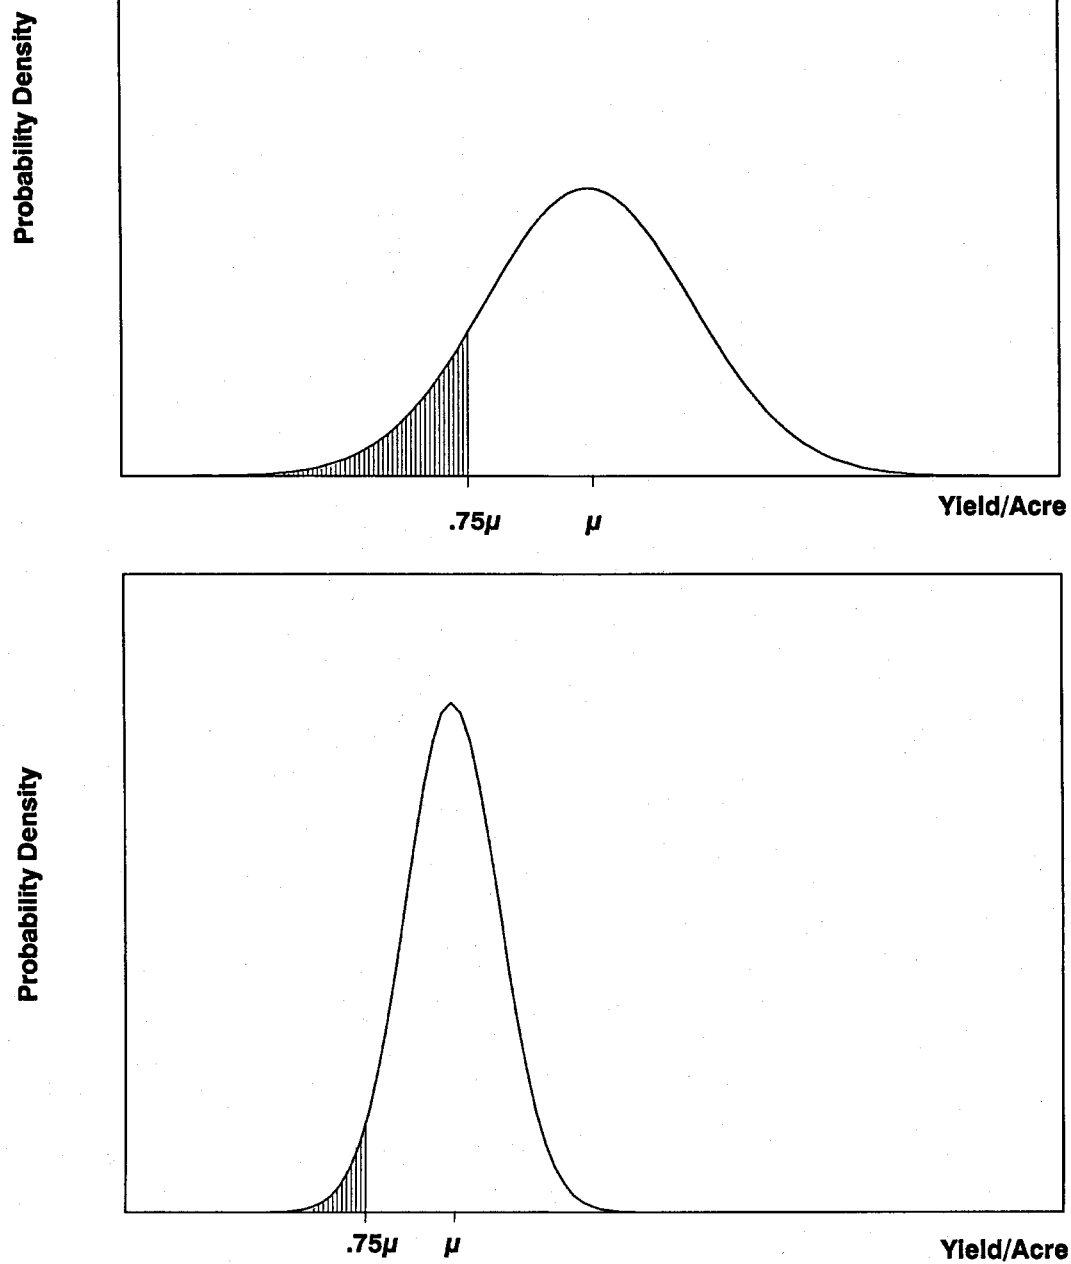 Probability Density
Yield/Acre
.75μ
μ
Probability Density
.75μ
μ
Yield/Acre